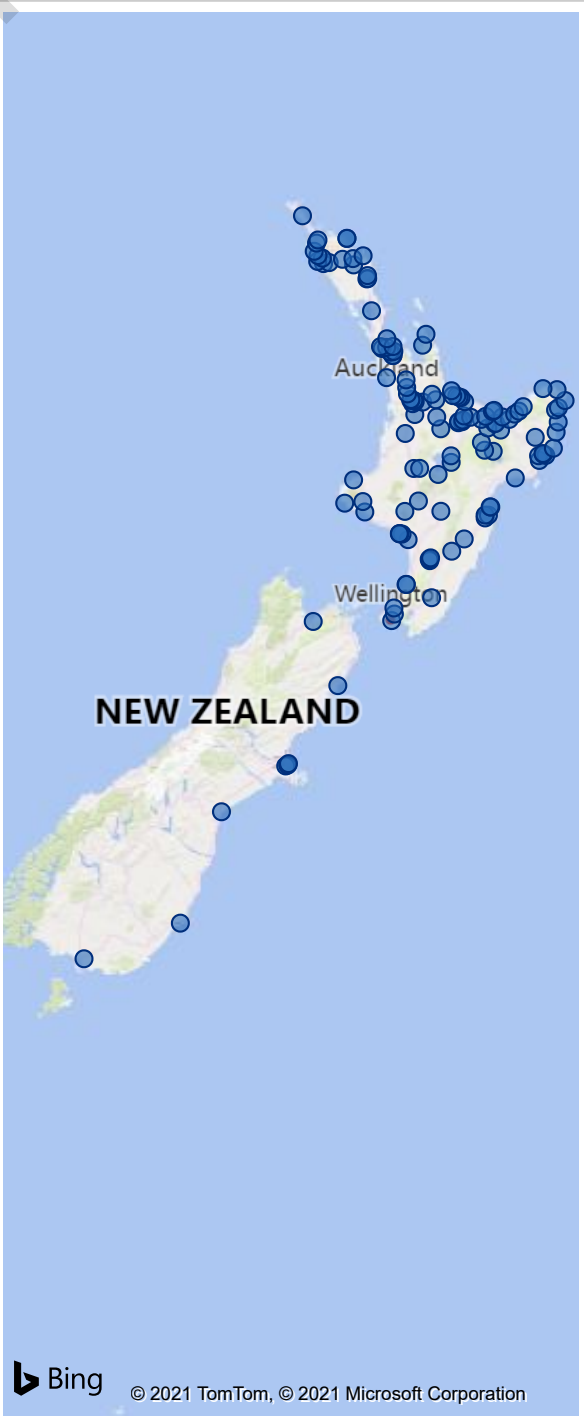 Auckland
Wellington
NEW ZEALAND
Bing
© 2021 TomTom, © 2021 Microsoft Corporation